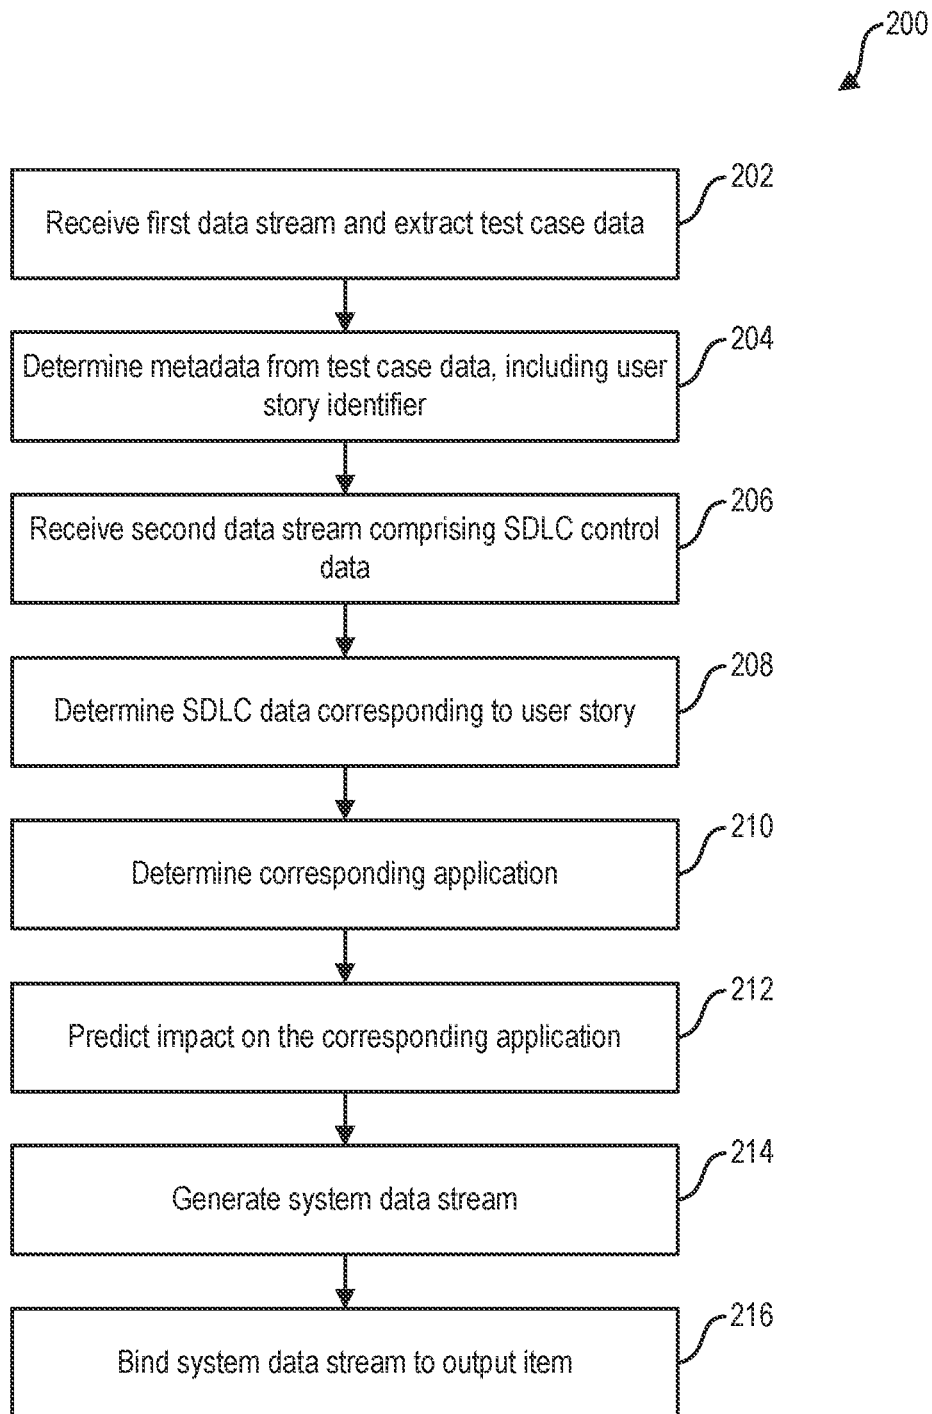 200
202
Receive first data stream and extract test case data
204
Determine metadata from test case data, including user
story identifier
206
Receive second data stream comprising SDLC control
data
208
Determine SDLC data corresponding to user story
210
Determine corresponding application
212
Predict impact on the corresponding application
214
Generate system data stream
216
Bind system data stream to output item